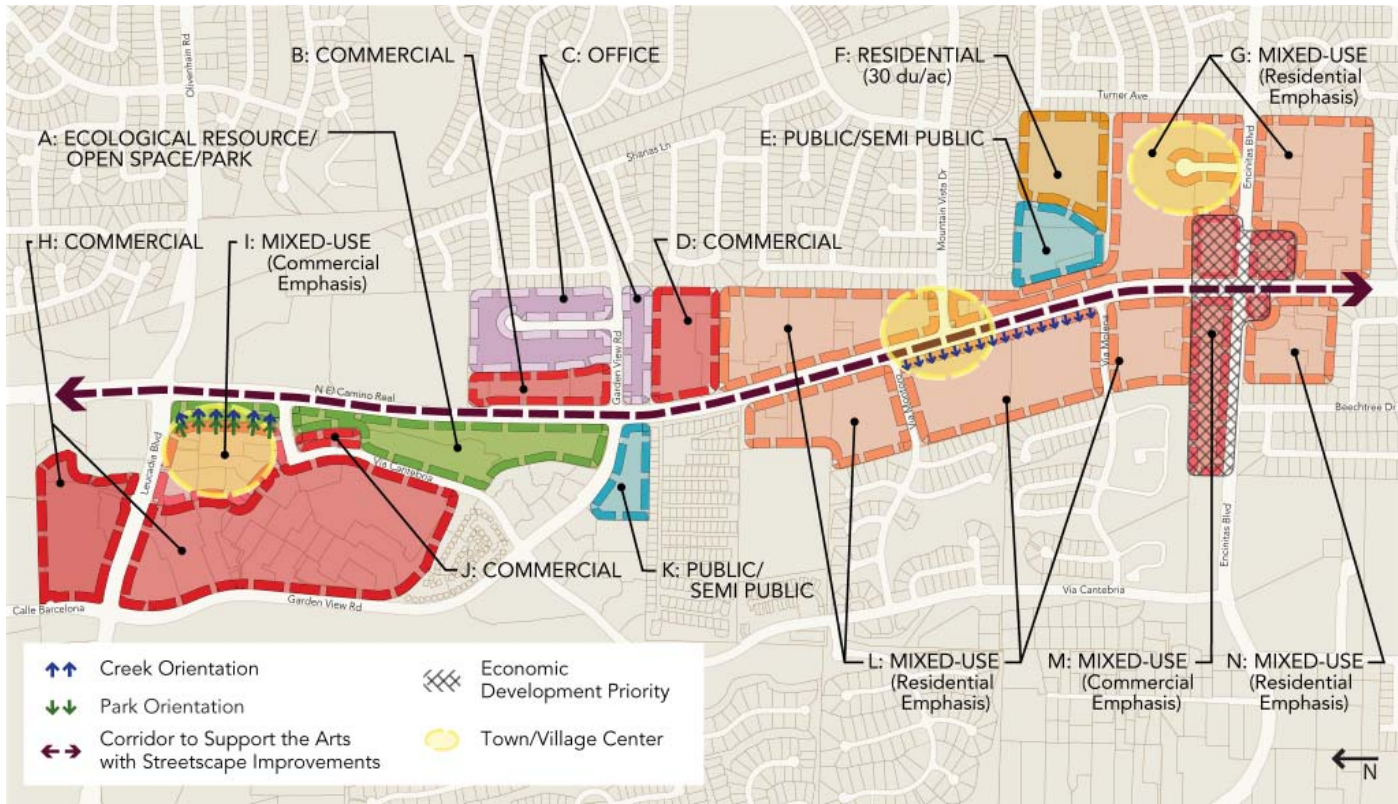 B: COMMERCIAL
C: OFFICE
F: RESIDENTIAL
(30 du/ac)
G: MIXED-USE
(Residential
Emphasis)
Olivenhain Rd
Turner Ave
A: ECOLOGICAL RESOURCE/
OPEN SPACE/PARK
E: PUBLIC/SEMI PUBLIC
Shanas Ln
Encinitas Blvd
Mountain Vista Dr
H: COMMERCIAL
I: MIXED-USE
(Commercial
Emphasis)
D: COMMERCIAL
Garden View Rd
Via Molena
N El Camino Real
Via Montoro
Beechtree Dr
Leucadia Blvd
Via Cantebria
Encinitas Blvd
J: COMMERCIAL
K: PUBLIC/
SEMI PUBLIC
Via Cantebria
Garden View Rd
Calle Barcelona
L: MIXED-USE
(Residential
Emphasis)
M: MIXED-USE
(Commercial
Emphasis)
N: MIXED-USE
(Residential
Emphasis)
Creek Orientation
Park Orientation
Corridor to Support the Arts
with Streetscape Improvements
Economic
Development Priority
Town/Village Center
N